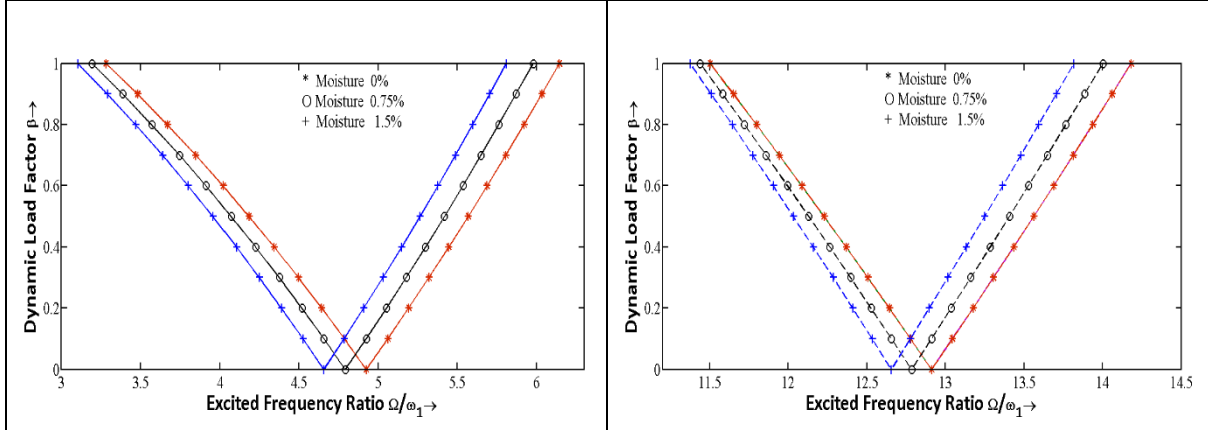 1
0.8
0.6
0.4
0.2
0
Dynamic Load Factor β→
* Moisture 0%
O Moisture 0.75%
+ Moisture 1.5%
3 3.5 4 4.5 5 5.5 6
Excited Frequency Ratio Ω/ω₁→
1
0.8
0.6
0.4
0.2
0
Dynamic Load Factor β→
* Moisture 0%
O Moisture 0.75%
+ Moisture 1.5%
11.5 12 12.5 13 13.5 14 14.5
Excited Frequency Ratio Ω/ω₁→